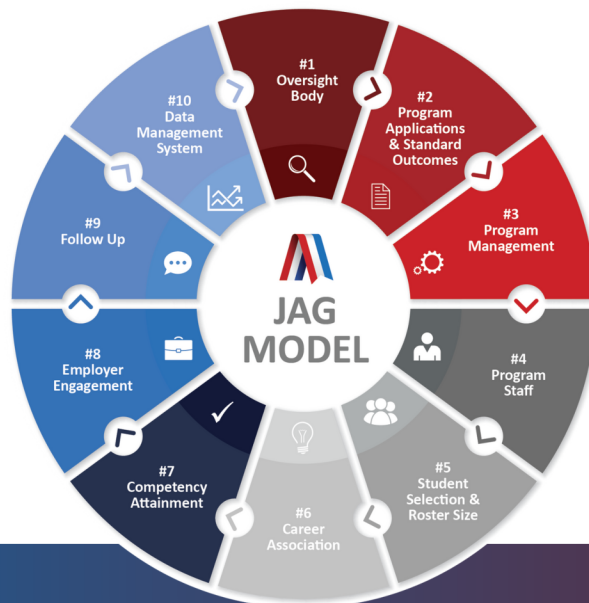 #1
Oversight
Body
#2
Program
Applications
& Standard
Outcomes
#3
Program
Management
#4
Program
Staff
#5
Student
Selection &
Roster Size
#6
Career
Association
#7
Competency
Attainment
#8
Employer
Engagement
#9
Follow Up
#10
Data
Management
System
JAG
MODEL